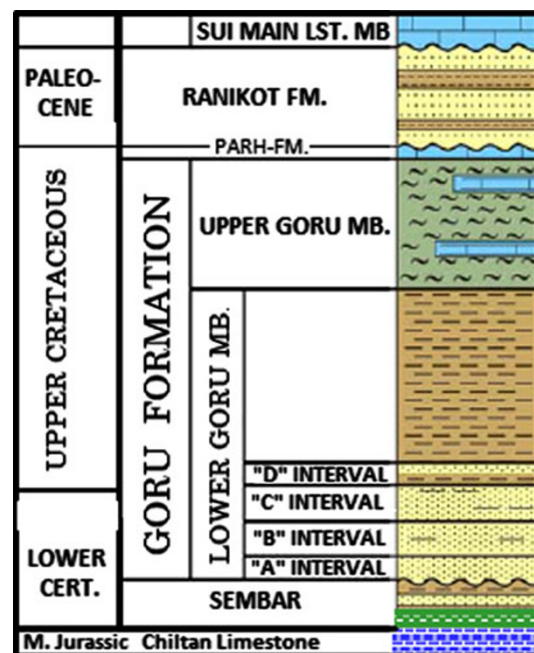 SUI MAIN LST. MB
PALEO-
CENE
RANIKOT FM.
PARH-FM.
UPPER CRETACEOUS
GORU FORMATION
UPPER GORU MB.
LOWER GORU MB.
"D" INTERVAL
"C" INTERVAL
"B" INTERVAL
"A" INTERVAL
LOWER
CERT.
SEMBAR
M. Jurassic Chiltan Limestone